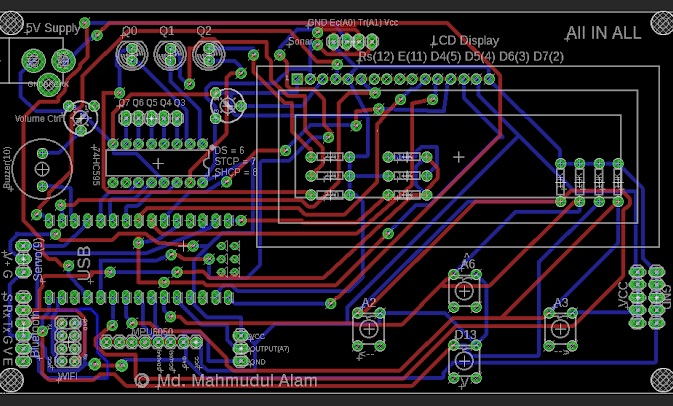 5V Supply
GND Ec(A0) Tr(A1) Vcc
Sonar
All IN ALL
LCD Display
Rs(12) E(11) D4(5) D5(4) D6(3) D7(2)
Q0 Q1 Q2
Q7 Q6 Q5 Q4 Q3
Volume Ctrl
74HC595
DS = 6
STCP = 7
SHCP = 8
Buzzer(10)
Servo(9)
V+ G
USB
A6
A2
A3
D13
VCC
GND
S Rx Tx G V E
Bluetooth
WIFI
MPU6050
VCC
OUTPUT(A7)
GND
© Md. Mahmudul Alam